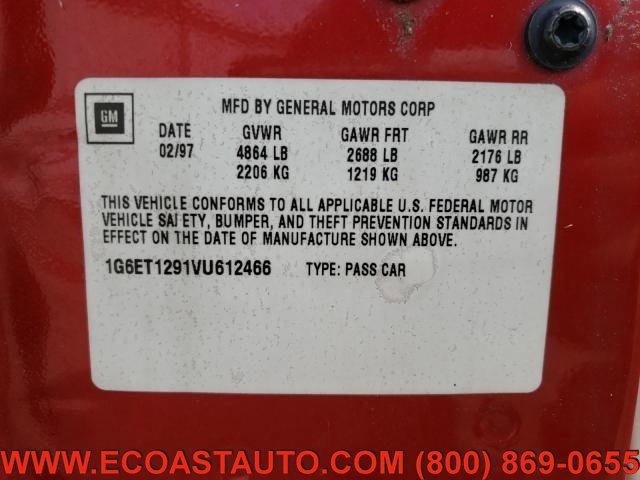 GM
MFD BY GENERAL MOTORS CORP
DATE GVWR GAWR FRT GAWR RR
02/97 4864 LB 2688 LB 2176 LB
2206 KG 1219 KG 987 KG
THIS VEHICLE CONFORMS TO ALL APPLICABLE U.S. FEDERAL MOTOR
VEHICLE SAFETY, BUMPER, AND THEFT PREVENTION STANDARDS IN
EFFECT ON THE DATE OF MANUFACTURE SHOWN ABOVE.
1G6ET1291VU612466 TYPE: PASS CAR
WWW.ECOASTAUTO.COM (800) 869-0655